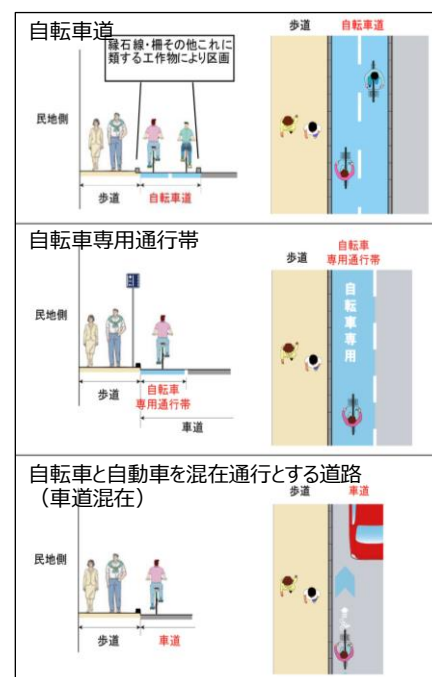 自転車道
縁石線・柵その他これに
類する工作物により区画
民地側
歩道
自転車道
歩道
自転車道
自転車専用通行帯
民地側
歩道
自転車
専用通行帯
車道
歩道
自転車
専用通行帯
自転車専用
自転車と自動車を混在通行とする道路
（車道混在）
民地側
歩道
車道
歩道
車道